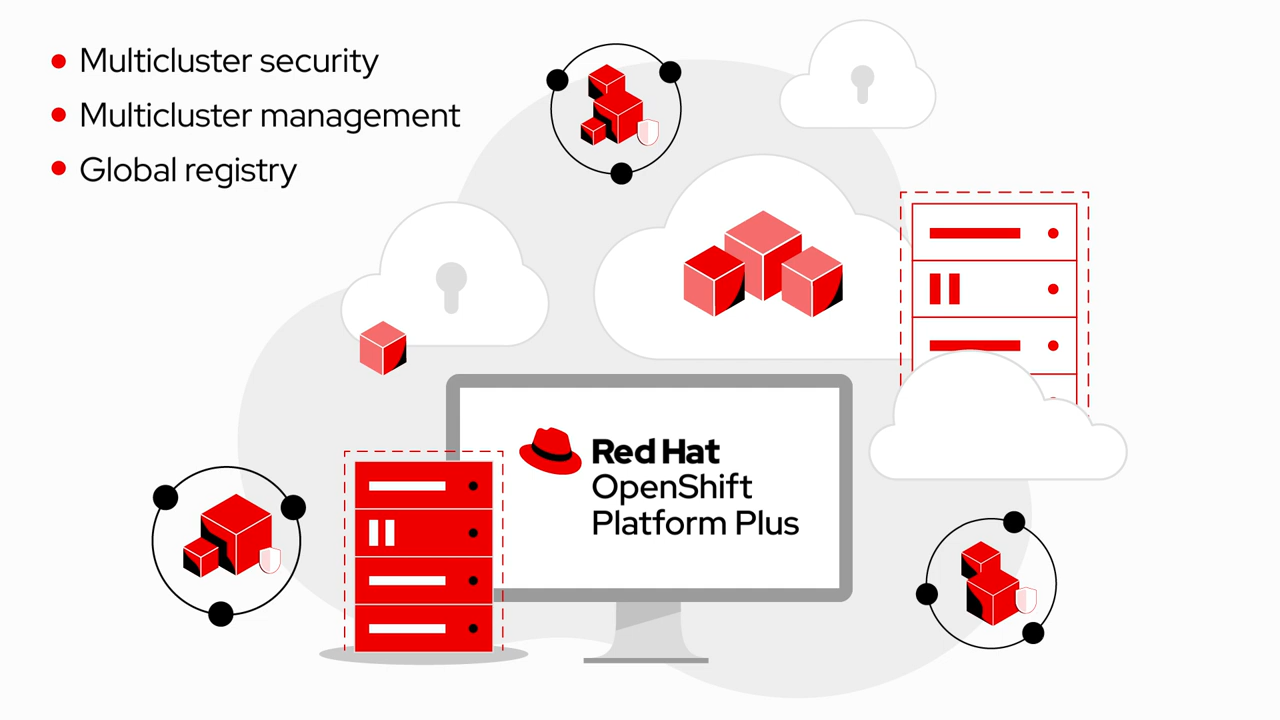 Multicluster security
Multicluster management
Global registry
Red Hat
OpenShift
Platform Plus